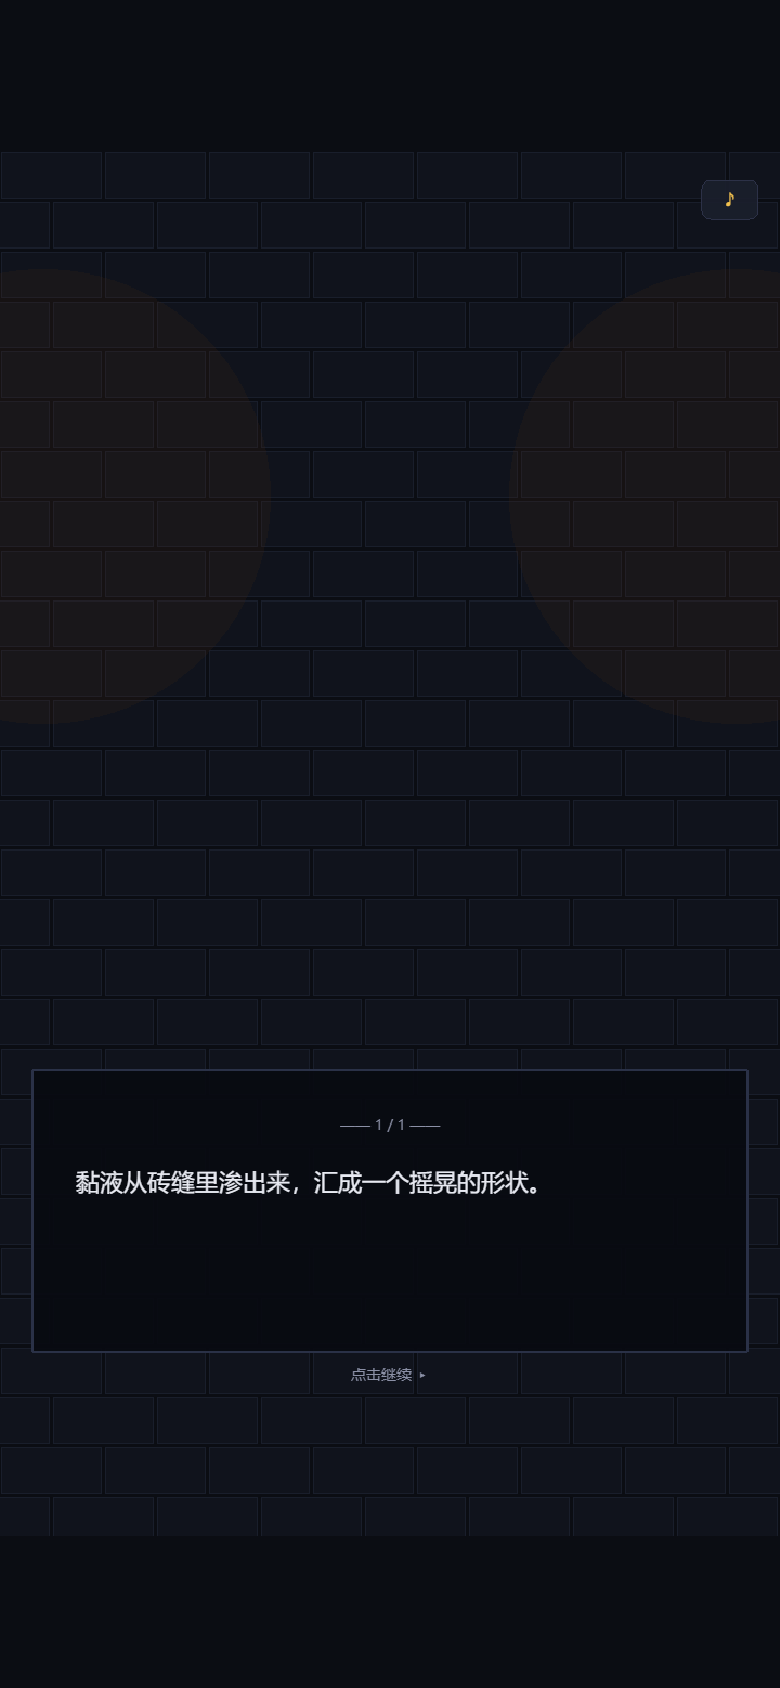 ♪
—— 1 / 1 ——
黏液从砖缝里渗出来，汇成一个摇晃的形状。
点击继续 ▸